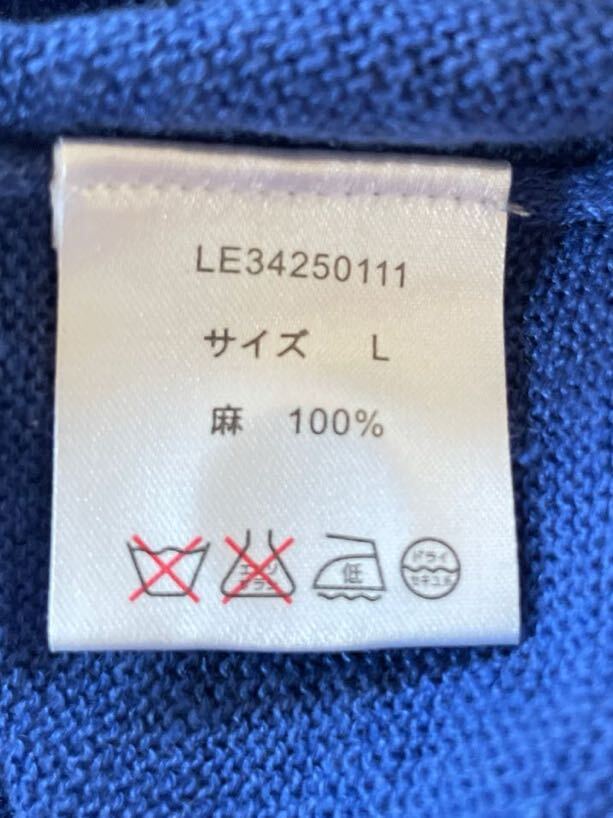 LE34250111
サイズ L
麻 100%
エンソ
サラシ
低
ドライ
セキユ系